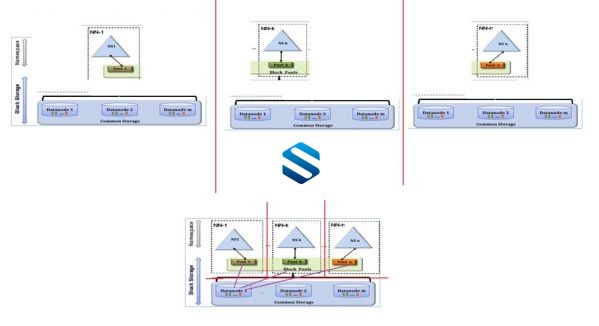 NN-1
NN-k
NN-n
NS1
NS k
NS n
Pool 1
Pool k
Pool n
Block Pools
Namespace
Block Storage
Datanode 1
Datanode 2
Datanode m
Common Storage
Datanode 1
Datanode 2
Datanode m
Common Storage
Datanode 1
Datanode 2
Datanode m
Common Storage
NN-1
NN-k
NN-n
NS1
NS k
NS n
Pool 1
Pool k
Pool n
Block Pools
Namespace
Block Storage
Datanode 1
Datanode 2
Datanode m
Common Storage